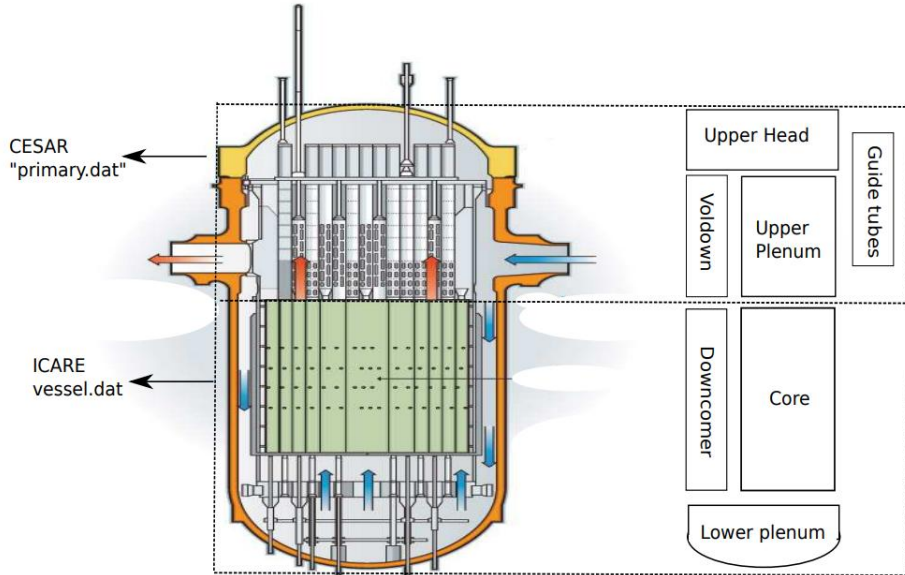 CESAR
"primary.dat"
ICARE
vessel.dat
Upper Head
Voldown
Upper
Plenum
Guide tubes
Downcomer
Core
Lower plenum